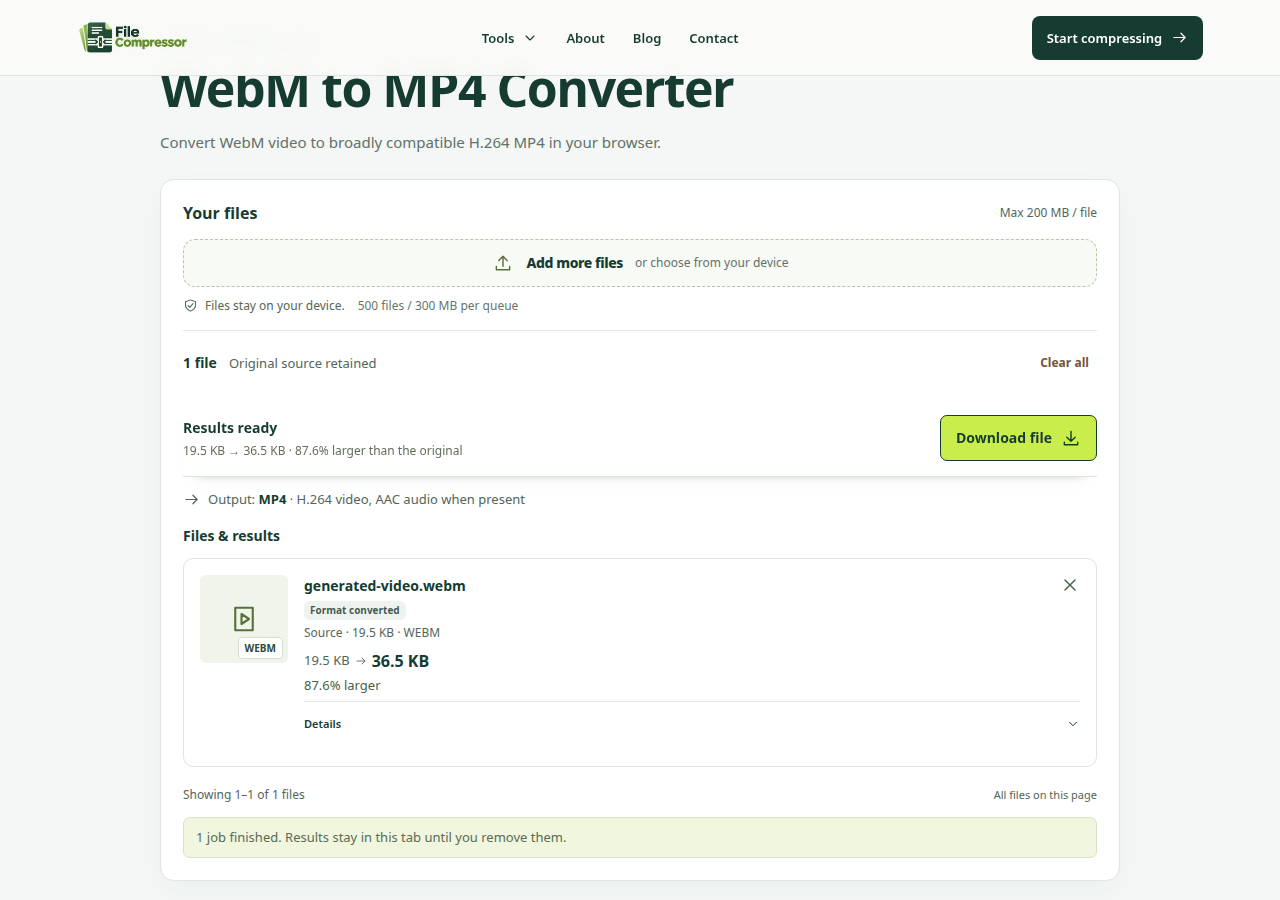 File
Compressor
Tools
About
Blog
Contact
Start compressing
WebM to MP4 Converter
Convert WebM video to broadly compatible H.264 MP4 in your browser.
Your files
Max 200 MB / file
Add more files or choose from your device
Files stay on your device. 500 files / 300 MB per queue
1 file Original source retained
Clear all
Results ready
19.5 KB → 36.5 KB · 87.6% larger than the original
Download file
→ Output: MP4 · H.264 video, AAC audio when present
Files & results
generated-video.webm
Format converted
WEBM
Source · 19.5 KB · WEBM
19.5 KB → 36.5 KB
87.6% larger
Details
Showing 1–1 of 1 files
All files on this page
1 job finished. Results stay in this tab until you remove them.